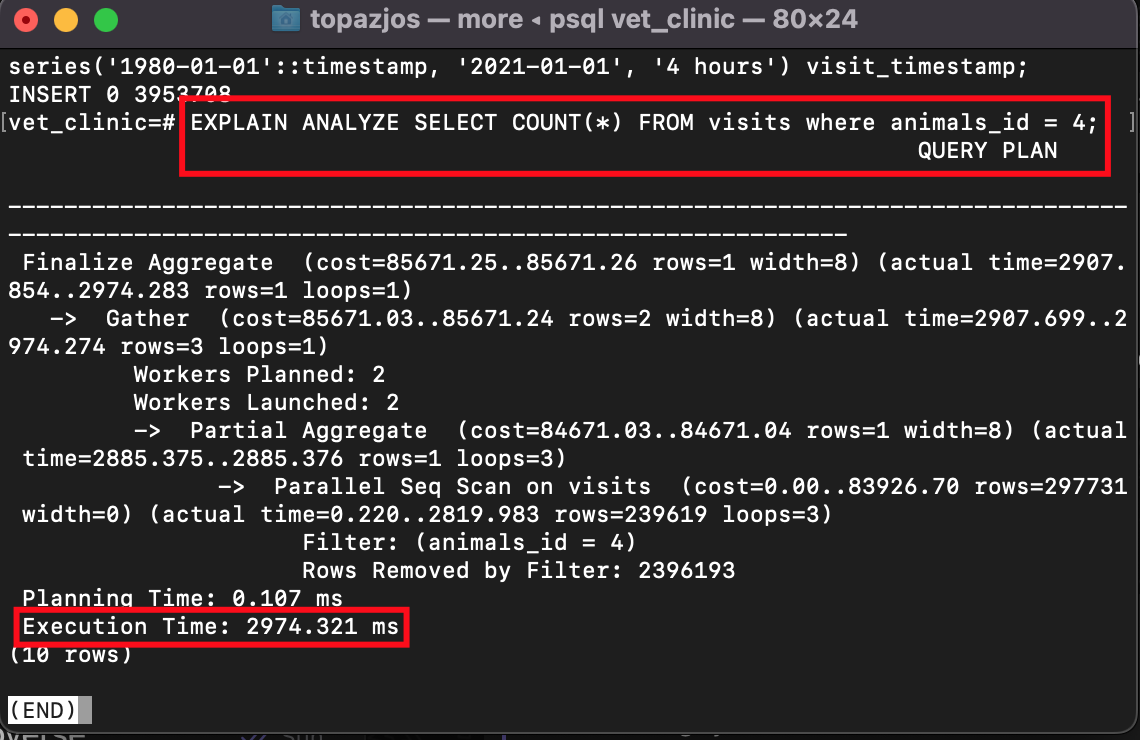 topazjos — more ◂ psql vet_clinic — 80×24
series('1980-01-01'::timestamp, '2021-01-01', '4 hours') visit_timestamp;
INSERT 0 3953708
[vet_clinic=# EXPLAIN ANALYZE SELECT COUNT(*) FROM visits where animals_id = 4; ]
QUERY PLAN
--------------------------------------------------------------------------------
------------------------------------------------------------
Finalize Aggregate  (cost=85671.25..85671.26 rows=1 width=8) (actual time=2907.
854..2974.283 rows=1 loops=1)
->  Gather  (cost=85671.03..85671.24 rows=2 width=8) (actual time=2907.699..2
974.274 rows=3 loops=1)
Workers Planned: 2
Workers Launched: 2
->  Partial Aggregate  (cost=84671.03..84671.04 rows=1 width=8) (actual
time=2885.375..2885.376 rows=1 loops=3)
->  Parallel Seq Scan on visits  (cost=0.00..83926.70 rows=297731
width=0) (actual time=0.220..2819.983 rows=239619 loops=3)
Filter: (animals_id = 4)
Rows Removed by Filter: 2396193
Planning Time: 0.107 ms
Execution Time: 2974.321 ms
(10 rows)
(END)